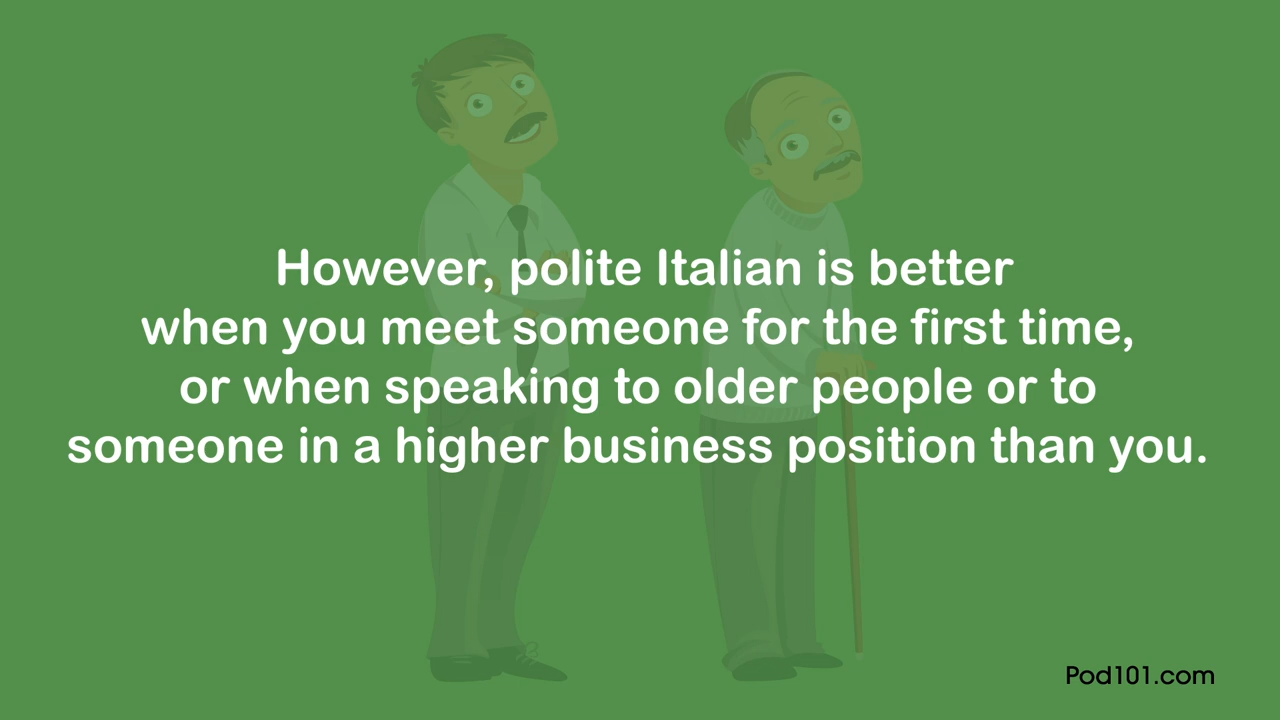 However, polite Italian is better
when you meet someone for the first time,
or when speaking to older people or to
someone in a higher business position than you.
Pod101.com